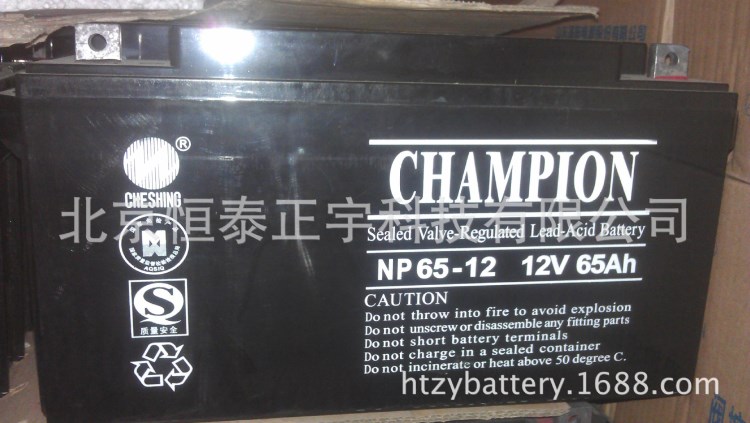 ®
CHESHING
CHAMPION
Sealed Valve-Regulated Lead-Acid Battery
北京恒泰正宇科技有限公司
AQSIQ
NP 65-12 12V 65Ah
质量安全
CAUTION
Do not throw into fire to avoid explosion
Do not unscrew or disassemble any fitting parts
Do not short battery terminals
Do not charge in a sealed container
Do not incinerate or heat above 50 degree C.
htzybattery.1688.com